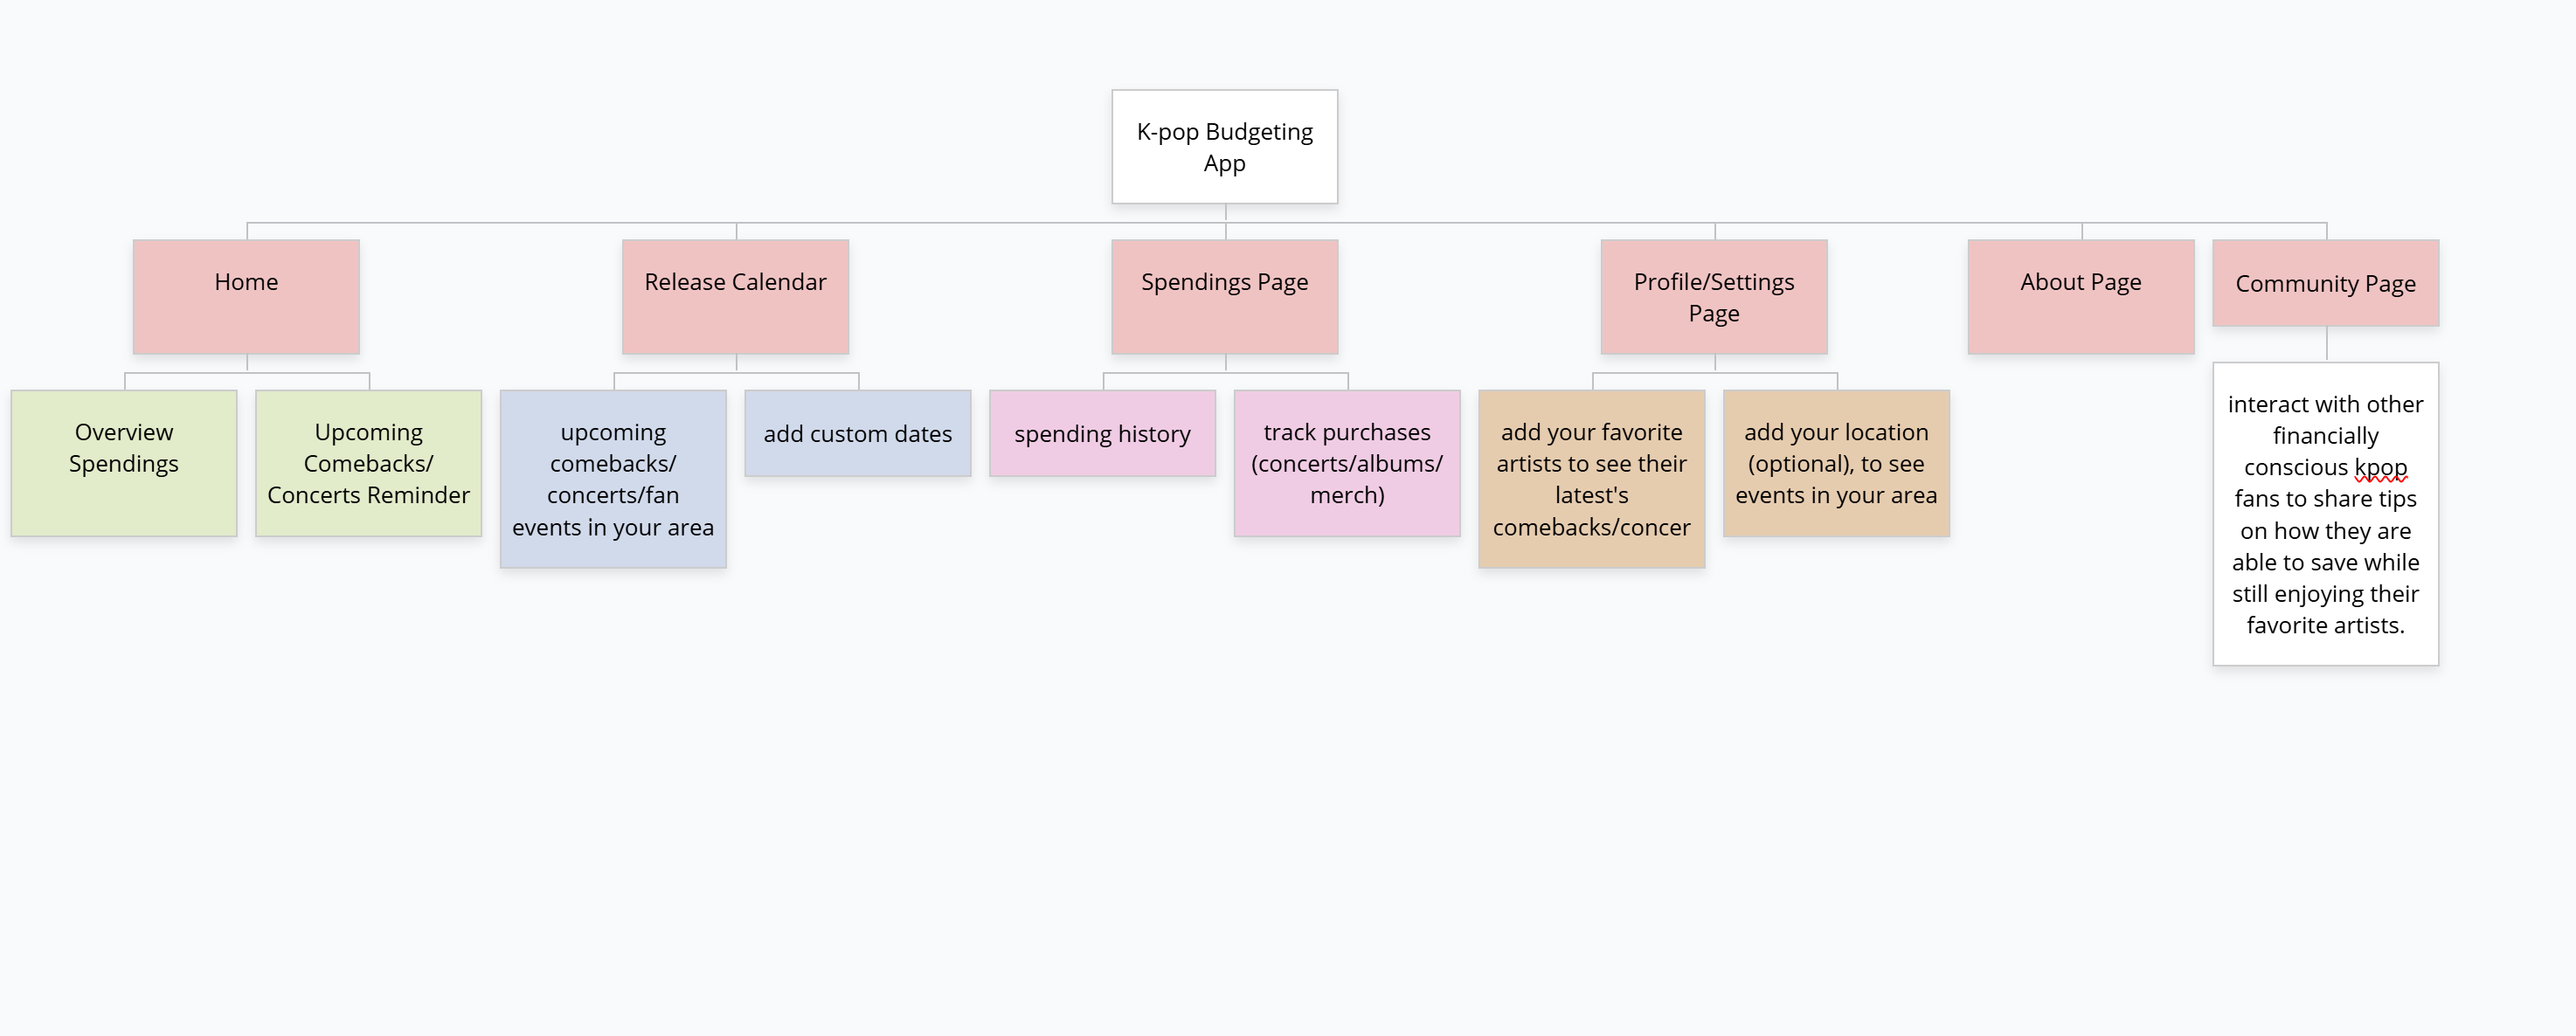 K-pop Budgeting
App
Home
Release Calendar
Spendings Page
Profile/Settings
Page
About Page
Community Page
Overview
Spendings
Upcoming
Comebacks/
Concerts Reminder
upcoming
comebacks/
concerts/fan
events in your area
add custom dates
spending history
track purchases
(concerts/albums/
merch)
add your favorite
artists to see their
latest's
comebacks/concer
add your location
(optional), to see
events in your area
interact with other
financially
conscious kpop
fans to share tips
on how they are
able to save while
still enjoying their
favorite artists.